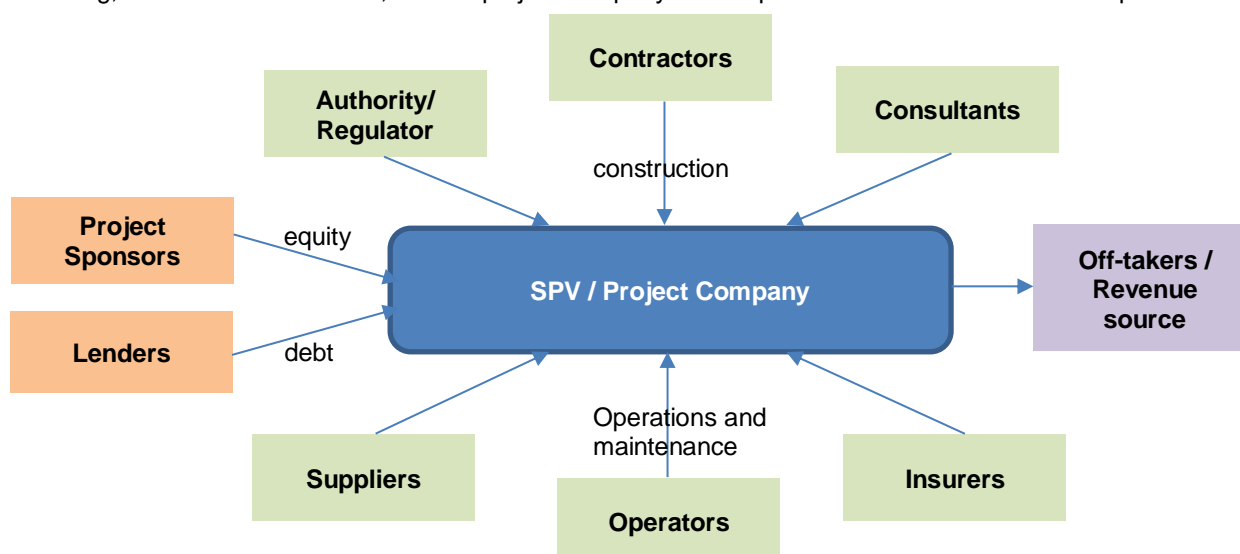 Contractors
Authority/
Regulator
Consultants
construction
Project
Sponsors
equity
Off-takers /
Revenue
source
SPV / Project Company
Lenders
debt
Operations and
maintenance
Suppliers
Insurers
Operators